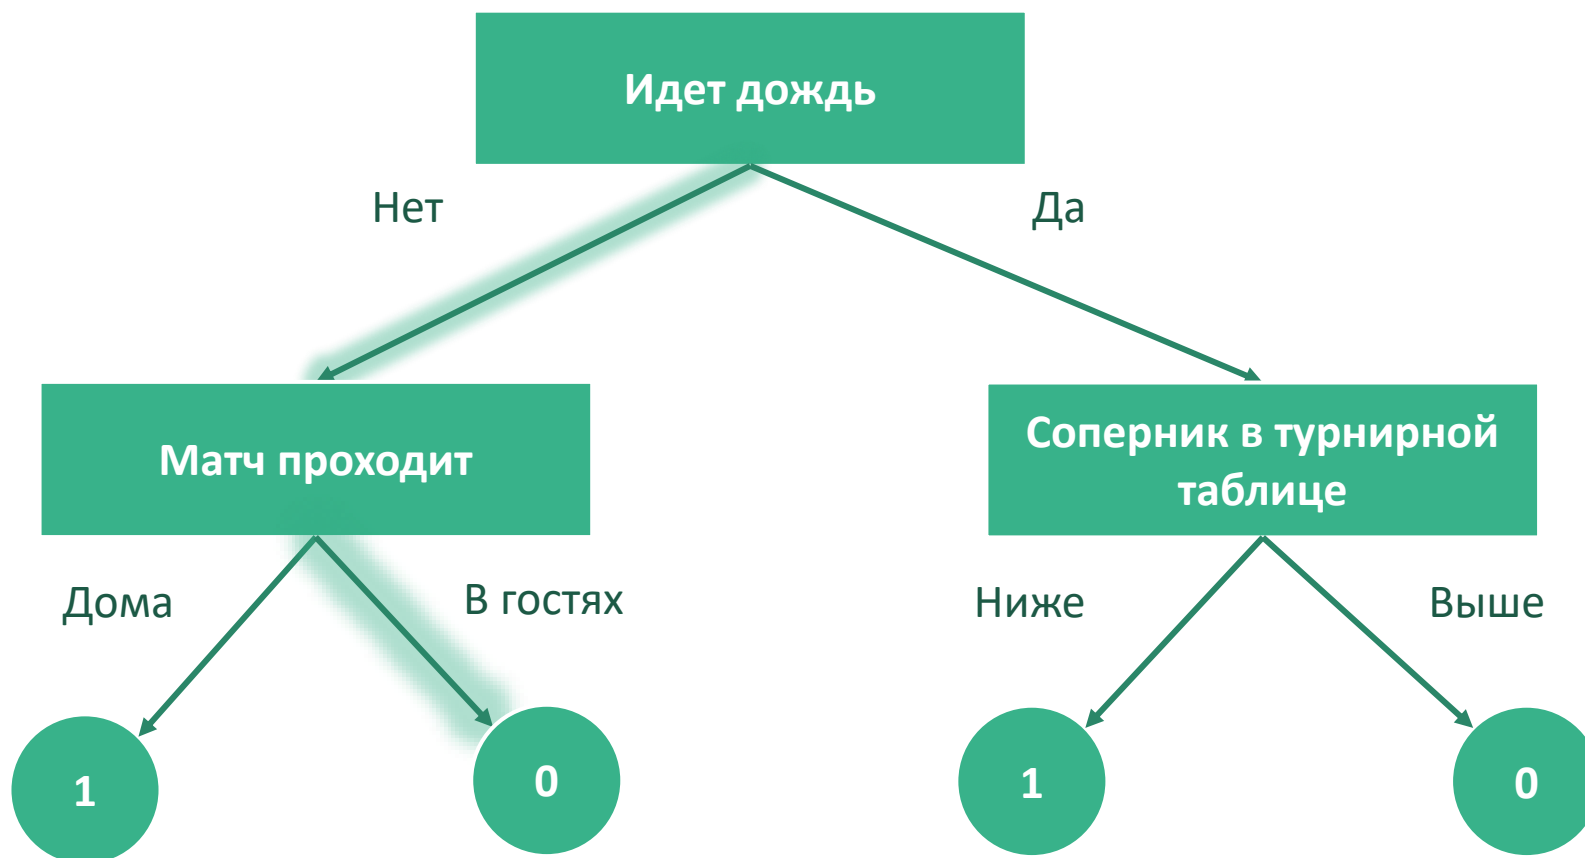 Идет дождь
Нет
Да
Матч проходит
Соперник в турнирной
таблице
Дома
В гостях
Ниже
Выше
1
0
1
0